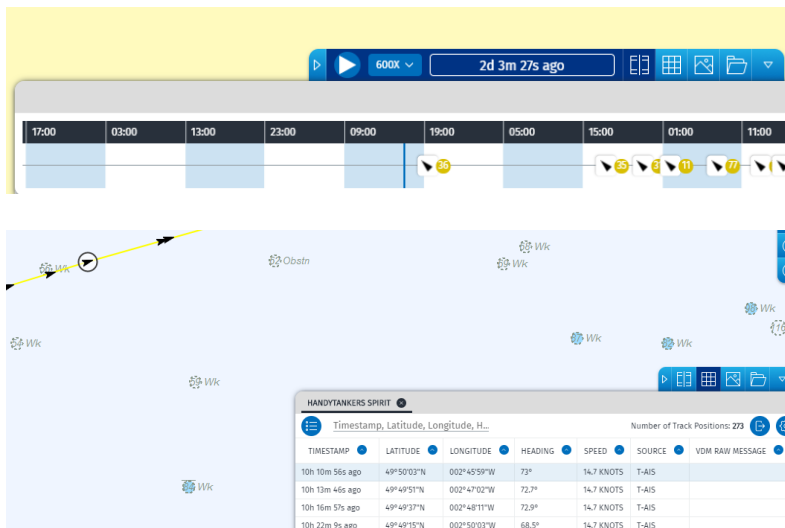 600X
2d 3m 27s ago
17:00 03:00 13:00 23:00 09:00 19:00 05:00 15:00 01:00 11:00
36 35 11 77
Wk
Wk
Obstn
Wk
Wk
Wk
Wk
Wk
Wk
Wk
HANDYTANKERS SPIRIT
Timestamp, Latitude, Longitude, H...
Number of Track Positions: 273
TIMESTAMP LATITUDE LONGITUDE HEADING SPEED SOURCE VDM RAW MESSAGE
10h 10m 56s ago 49°50'03"N 002°45'59"W 73° 14.7 KNOTS T-AIS
10h 13m 46s ago 49°49'51"N 002°47'02"W 72.7° 14.7 KNOTS T-AIS
10h 16m 57s ago 49°49'37"N 002°48'11"W 72.9° 14.7 KNOTS T-AIS
10h 22m 9s ago 49°49'15"N 002°50'03"W 68.5° 14.7 KNOTS T-AIS